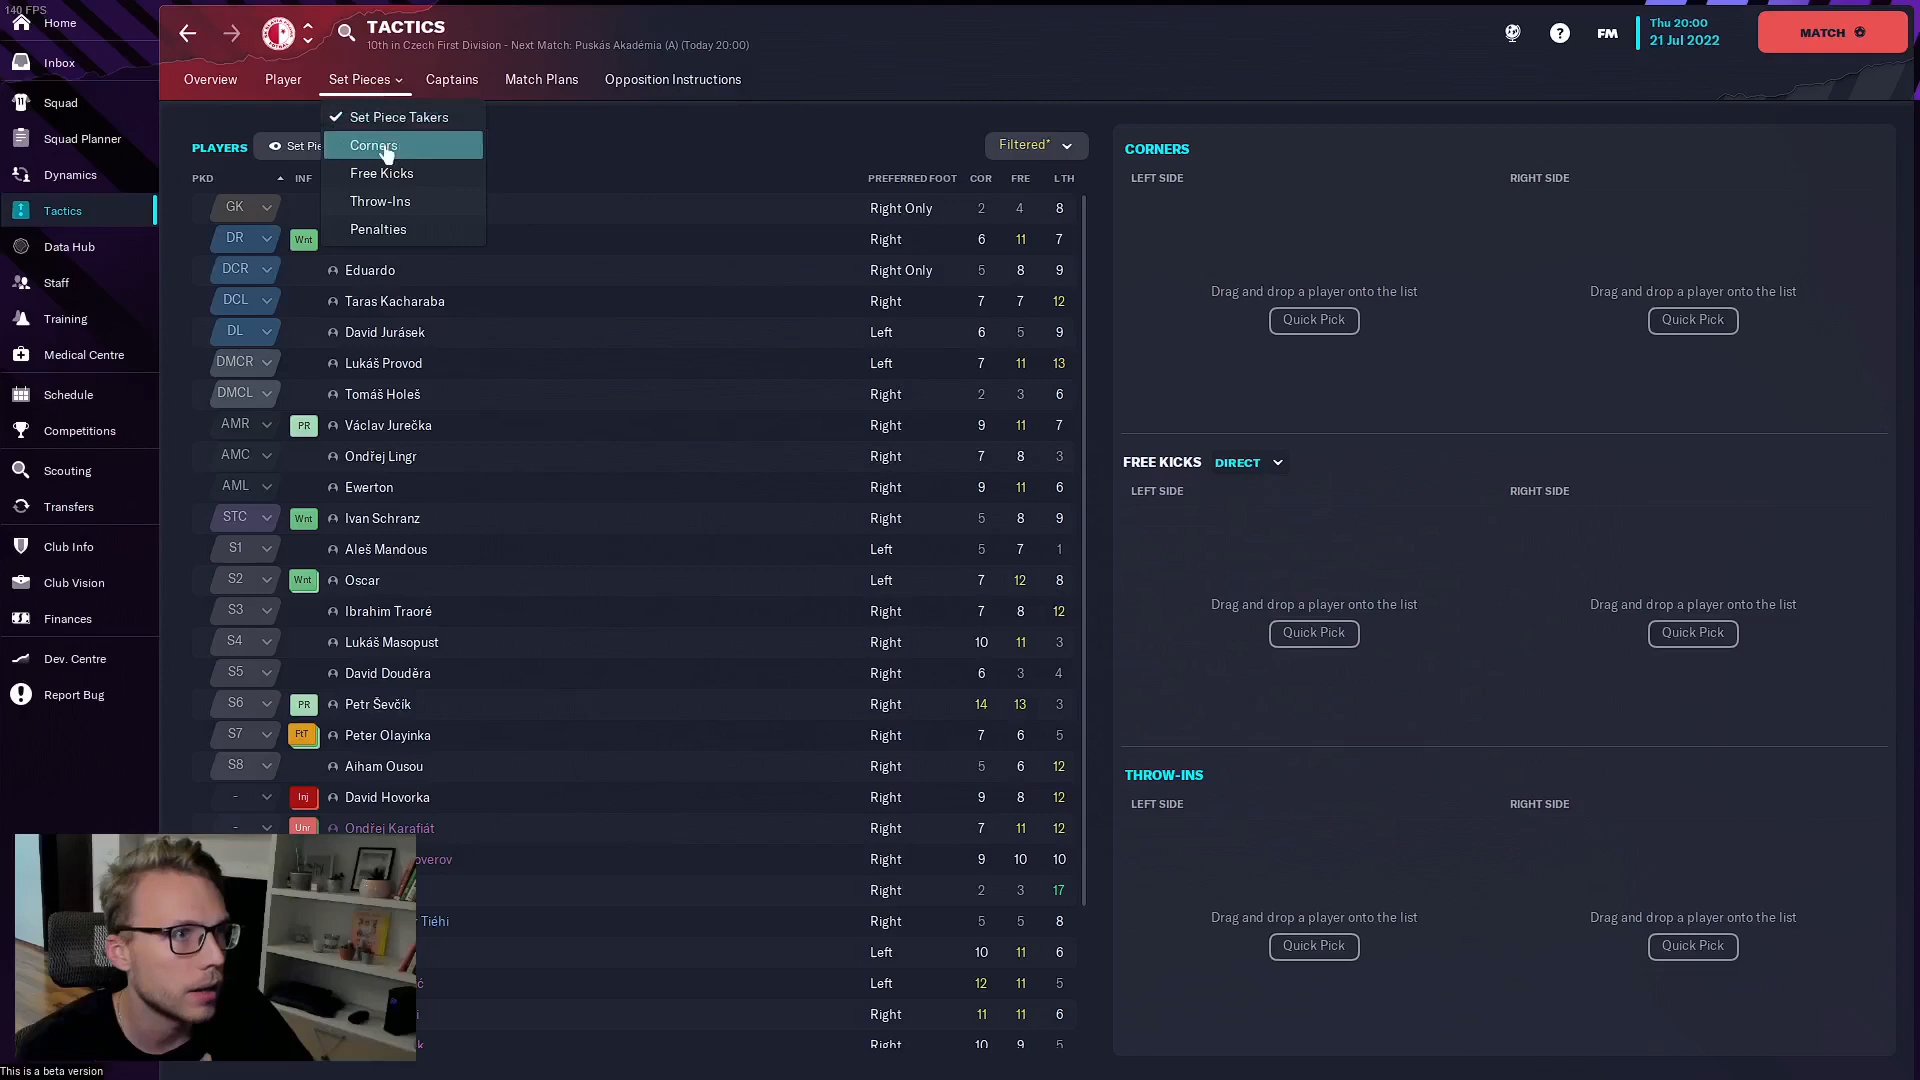 140 FPS
Home
TACTICS
10th in Czech First Division - Next Match: Puskás Akadémia (A) (Today 20:00)
FM
Thu 20:00
21 Jul 2022
MATCH
Inbox
Overview
Player
Set Pieces
Captains
Match Plans
Opposition Instructions
Squad
Squad Planner
Dynamics
Tactics
Data Hub
Staff
Training
Medical Centre
Schedule
Competitions
Scouting
Transfers
Club Info
Club Vision
Finances
Dev. Centre
Report Bug
Set Piece Takers
Corners
Free Kicks
Throw-Ins
Penalties
PLAYERS
Set Pie
Filtered*
PKD INF PREFERRED FOOT COR FRE LTH
GK Right Only 2 4 8
DR Wnt Right 6 11 7
DCR Eduardo Right Only 5 8 9
DCL Taras Kacharaba Right 7 7 12
DL David Jurásek Left 6 5 9
DMCR Lukáš Provod Left 7 11 13
DMCL Tomáš Holeš Right 2 3 6
AMR PR Václav Jurečka Right 9 11 7
AMC Ondřej Lingr Right 7 8 3
AML Ewerton Right 9 11 6
STC Wnt Ivan Schranz Right 5 8 9
S1 Aleš Mandous Left 5 7 1
S2 Wnt Oscar Left 7 12 8
S3 Ibrahim Traoré Right 7 8 12
S4 Lukáš Masopust Right 10 11 3
S5 David Douděra Right 6 3 4
S6 PR Petr Ševčík Right 14 13 3
S7 FtT Peter Olayinka Right 7 6 5
S8 Aiham Ousou Right 5 6 12
- Inj David Hovorka Right 9 8 12
- Unr Ondřej Karafiát Right 7 11 12
overov Right 9 10 10
Right 2 3 17
Tiéhi Right 5 5 8
Left 10 11 6
Left 12 11 5
Right 11 11 6
Right 10 9 5
CORNERS
LEFT SIDE RIGHT SIDE
Drag and drop a player onto the list Drag and drop a player onto the list
Quick Pick Quick Pick
FREE KICKS DIRECT
LEFT SIDE RIGHT SIDE
Drag and drop a player onto the list Drag and drop a player onto the list
Quick Pick Quick Pick
THROW-INS
LEFT SIDE RIGHT SIDE
Drag and drop a player onto the list Drag and drop a player onto the list
Quick Pick Quick Pick
This is a beta version